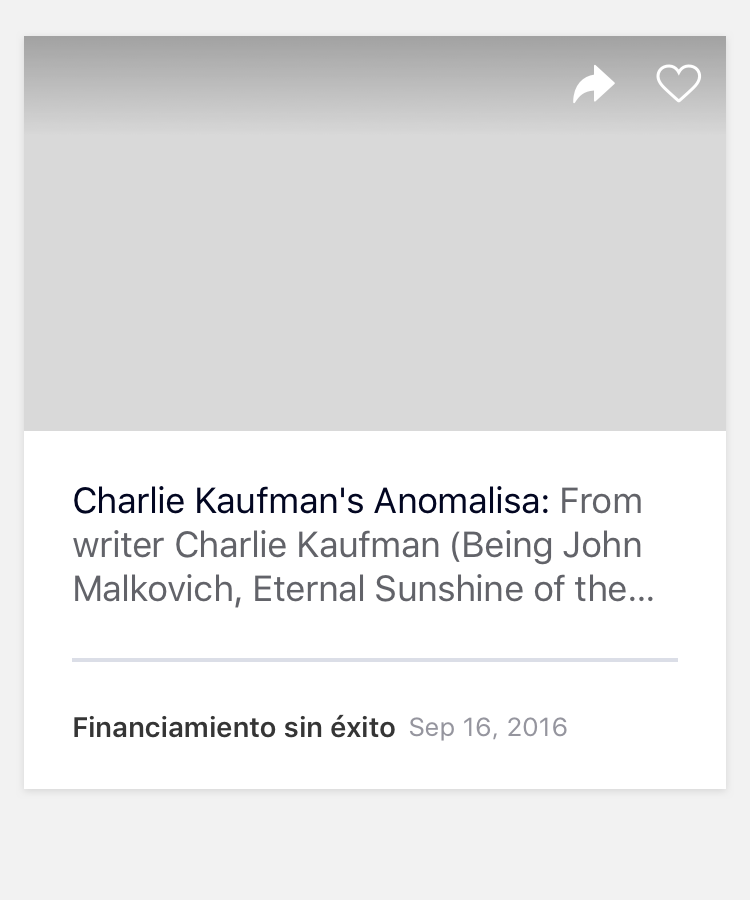 Charlie Kaufman's Anomalisa: From
writer Charlie Kaufman (Being John
Malkovich, Eternal Sunshine of the...
Financiamiento sin éxito Sep 16, 2016